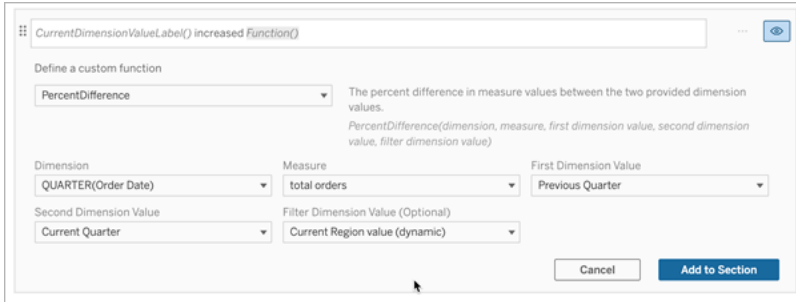 CurrentDimensionValueLabel() increased Function()
Define a custom function
PercentDifference
The percent difference in measure values between the two provided dimension
values.
PercentDifference(dimension, measure, first dimension value, second dimension
value, filter dimension value)
Dimension
Measure
First Dimension Value
QUARTER(Order Date)
total orders
Previous Quarter
Second Dimension Value
Filter Dimension Value (Optional)
Current Quarter
Current Region value (dynamic)
Cancel
Add to Section